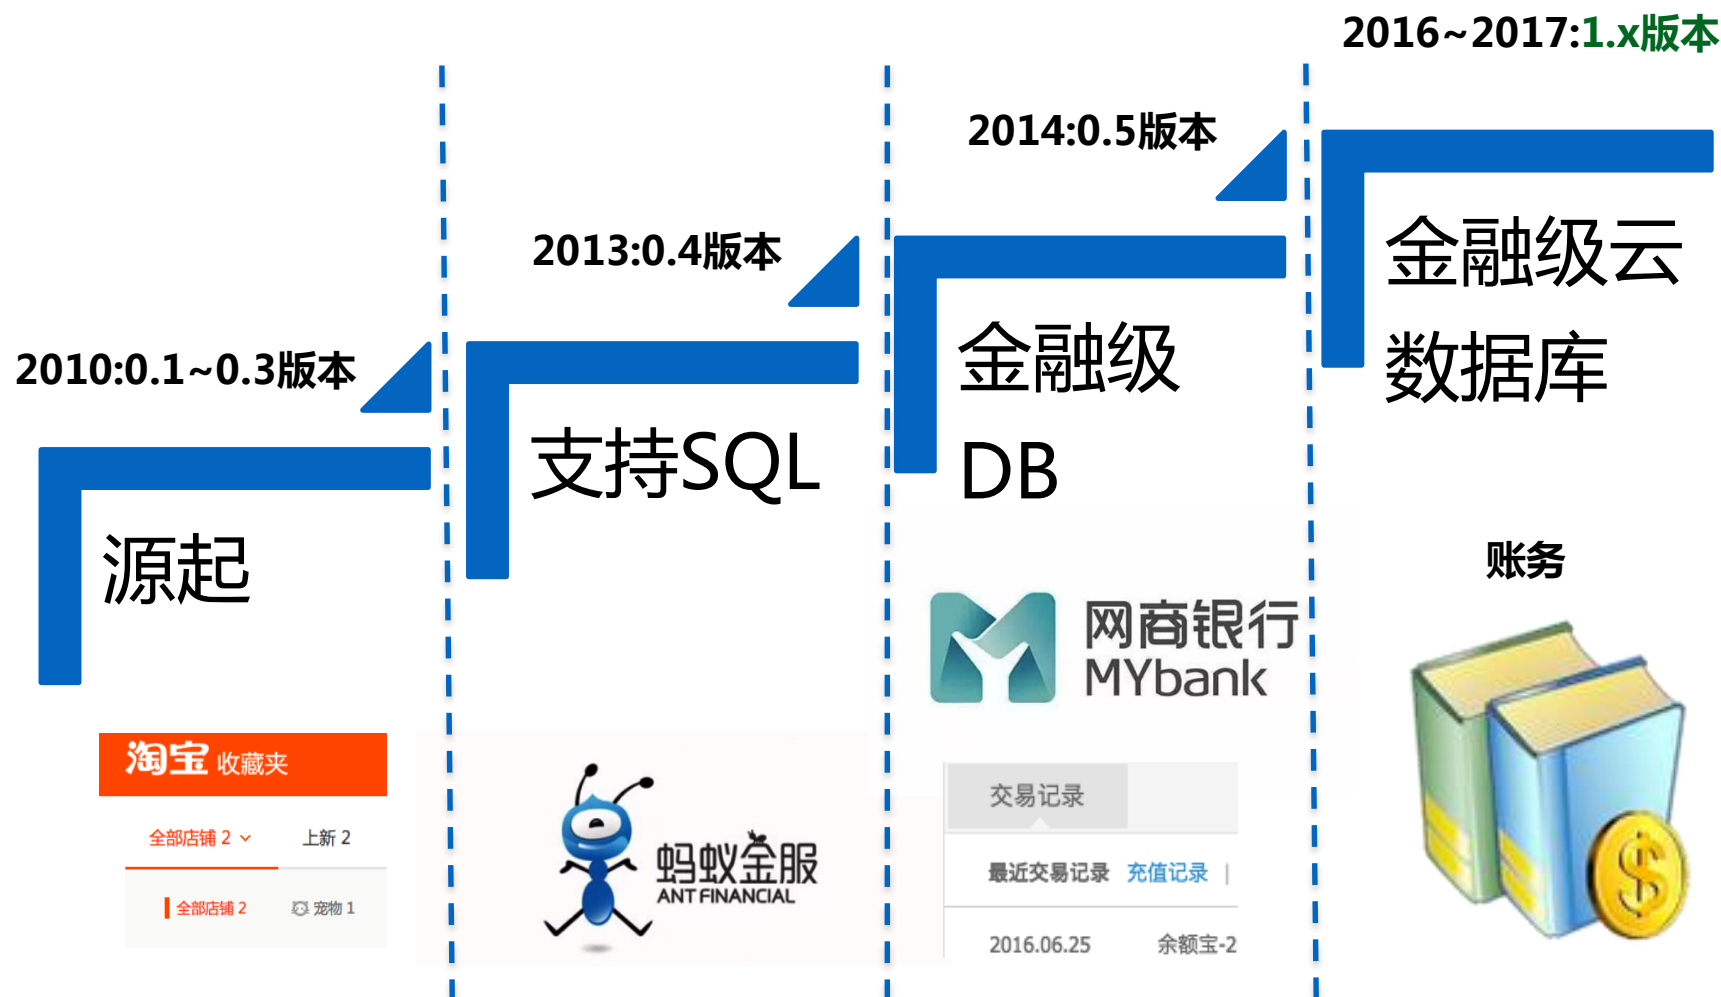 2010:0.1~0.3版本
源起
淘宝 收藏夹
全部店铺 2
上新 2
全部店铺 2
宠物 1
2013:0.4版本
支持SQL
蚂蚁金服
ANT FINANCIAL
2014:0.5版本
金融级
DB
网商银行
MYbank
交易记录
最近交易记录 充值记录 |
2016.06.25 余额宝-2
2016~2017:1.x版本
金融级云
数据库
账务
$